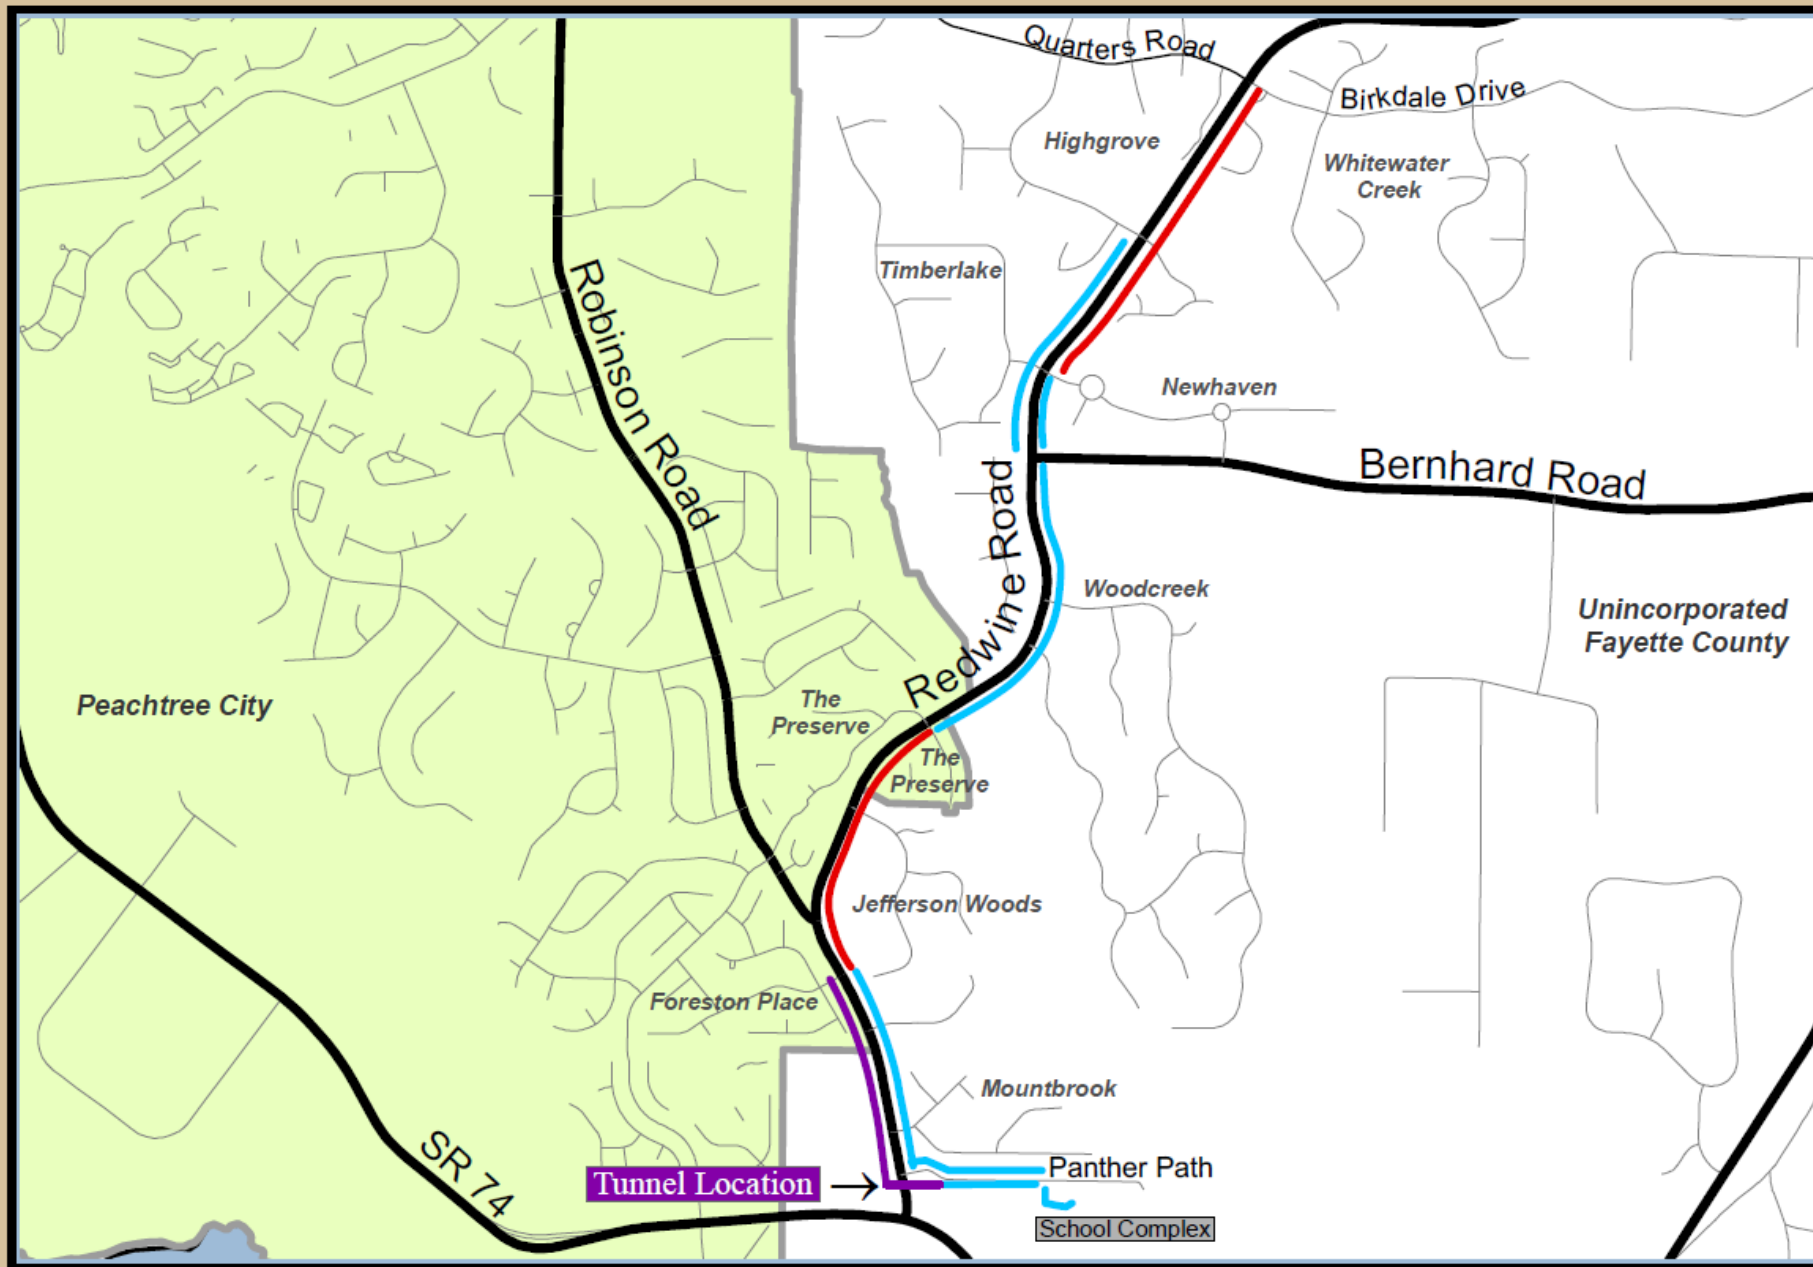 Quarters Road
Birkdale Drive
Highgrove
Whitewater
Creek
Timberlake
Robinson Road
Newhaven
Bernhard Road
Redwine Road
Woodcreek
Unincorporated
Fayette County
Peachtree City
The
Preserve
The
Preserve
Jefferson Woods
Foreston Place
Mountbrook
SR 74
Panther Path
Tunnel Location
School Complex